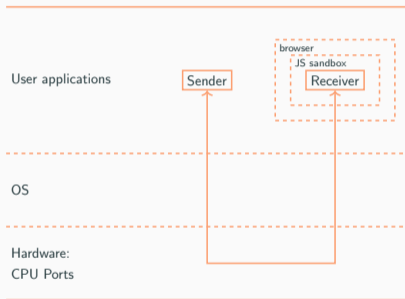 browser
JS sandbox
User applications
Sender
Receiver
OS
Hardware:
CPU Ports